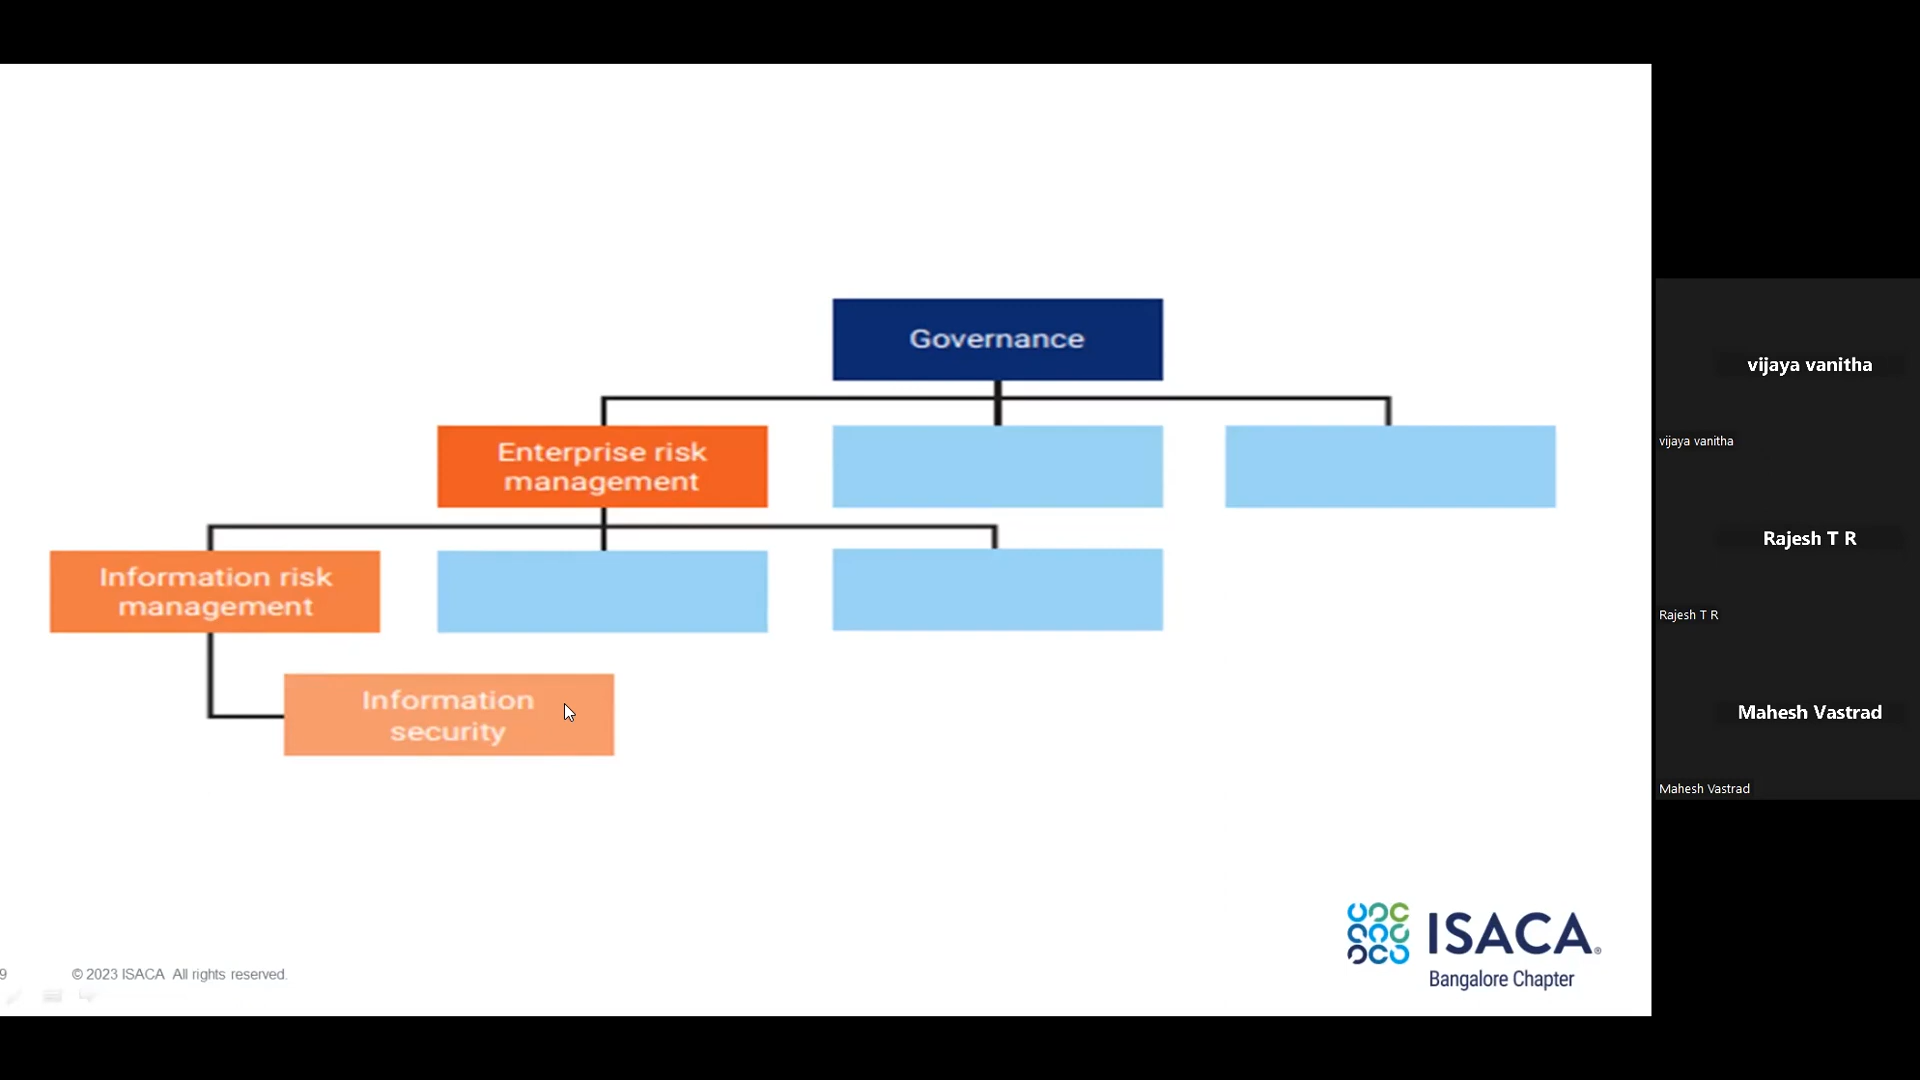 Governance
Enterprise risk
management
Information risk
management
Information
security
9
© 2023 ISACA All rights reserved.
ISACA®
Bangalore Chapter
vijaya vanitha
vijaya vanitha
Rajesh T R
Rajesh T R
Mahesh Vastrad
Mahesh Vastrad